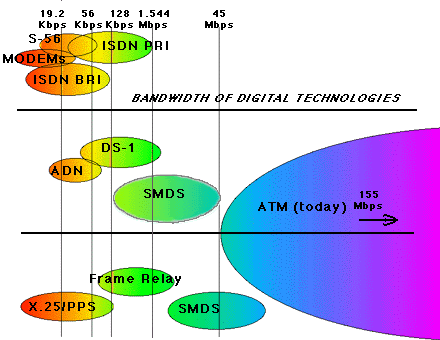 19.2 56 128 1.544 45
Kbps Kbps Kbps Mbps Mbps
S-56
ISDN PRI
MODEMs
ISDN BRI
BANDWIDTH OF DIGITAL TECHNOLOGIES
DS-1
ADN
SMDS
155
Mbps
ATM (today)
Frame Relay
X.25/PPS
SMDS